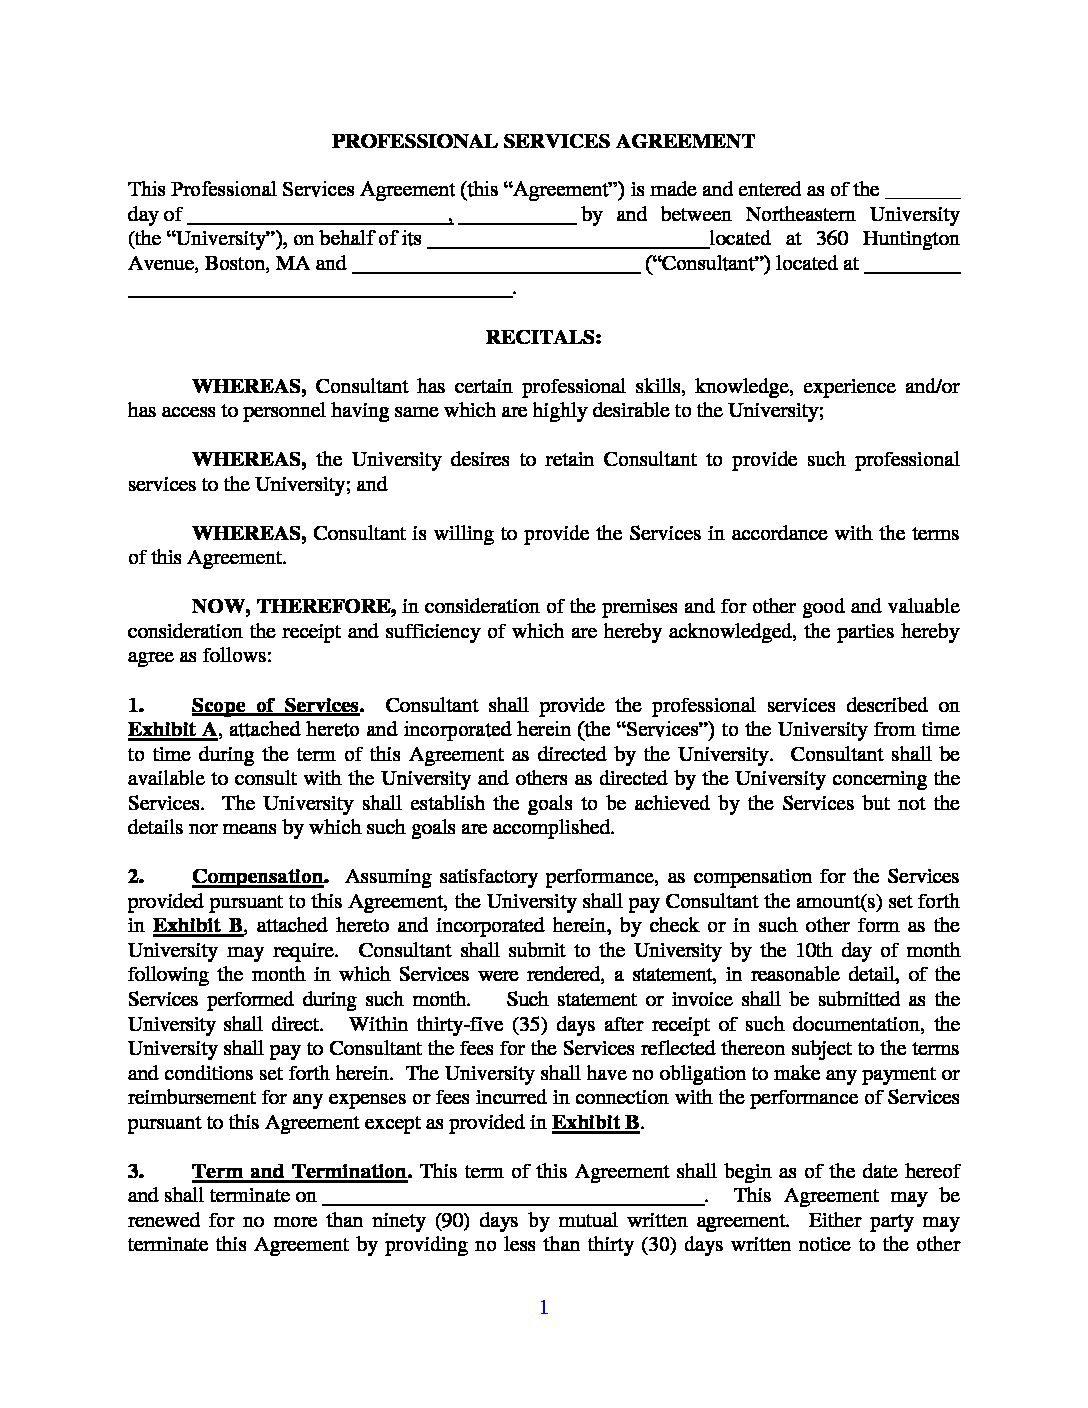 PROFESSIONAL SERVICES AGREEMENT
This Professional Services Agreement (this “Agreement”) is made and entered as of the _______
day of ________________________, ___________ by and between Northeastern University
(the “University”), on behalf of its __________________________located at 360 Huntington
Avenue, Boston, MA and ___________________________ (“Consultant”) located at _________
____________________________________.
RECITALS:
WHEREAS, Consultant has certain professional skills, knowledge, experience and/or
has access to personnel having same which are highly desirable to the University;
WHEREAS, the University desires to retain Consultant to provide such professional
services to the University; and
WHEREAS, Consultant is willing to provide the Services in accordance with the terms
of this Agreement.
NOW, THEREFORE, in consideration of the premises and for other good and valuable
consideration the receipt and sufficiency of which are hereby acknowledged, the parties hereby
agree as follows:
1. Scope of Services. Consultant shall provide the professional services described on
Exhibit A, attached hereto and incorporated herein (the “Services”) to the University from time
to time during the term of this Agreement as directed by the University. Consultant shall be
available to consult with the University and others as directed by the University concerning the
Services. The University shall establish the goals to be achieved by the Services but not the
details nor means by which such goals are accomplished.
2. Compensation. Assuming satisfactory performance, as compensation for the Services
provided pursuant to this Agreement, the University shall pay Consultant the amount(s) set forth
in Exhibit B, attached hereto and incorporated herein, by check or in such other form as the
University may require. Consultant shall submit to the University by the 10th day of month
following the month in which Services were rendered, a statement, in reasonable detail, of the
Services performed during such month. Such statement or invoice shall be submitted as the
University shall direct. Within thirty-five (35) days after receipt of such documentation, the
University shall pay to Consultant the fees for the Services reflected thereon subject to the terms
and conditions set forth herein. The University shall have no obligation to make any payment or
reimbursement for any expenses or fees incurred in connection with the performance of Services
pursuant to this Agreement except as provided in Exhibit B.
3. Term and Termination. This term of this Agreement shall begin as of the date hereof
and shall terminate on ____________________________________. This Agreement may be
renewed for no more than ninety (90) days by mutual written agreement. Either party may
terminate this Agreement by providing no less than thirty (30) days written notice to the other
1